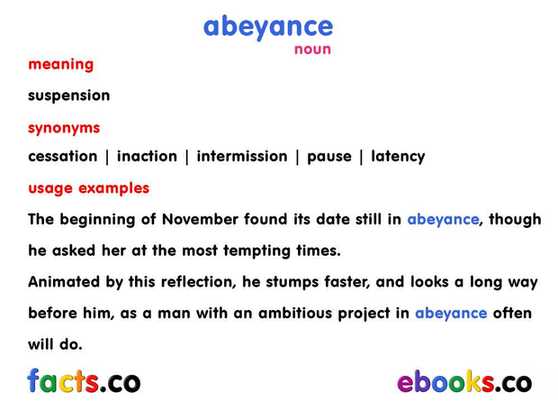 abeyance
noun
meaning
suspension
synonyms
cessation | inaction | intermission | pause | latency
usage examples
The beginning of November found its date still in abeyance, though
he asked her at the most tempting times.
Animated by this reflection, he stumps faster, and looks a long way
before him, as a man with an ambitious project in abeyance often
will do.
facts.co ebooks.co